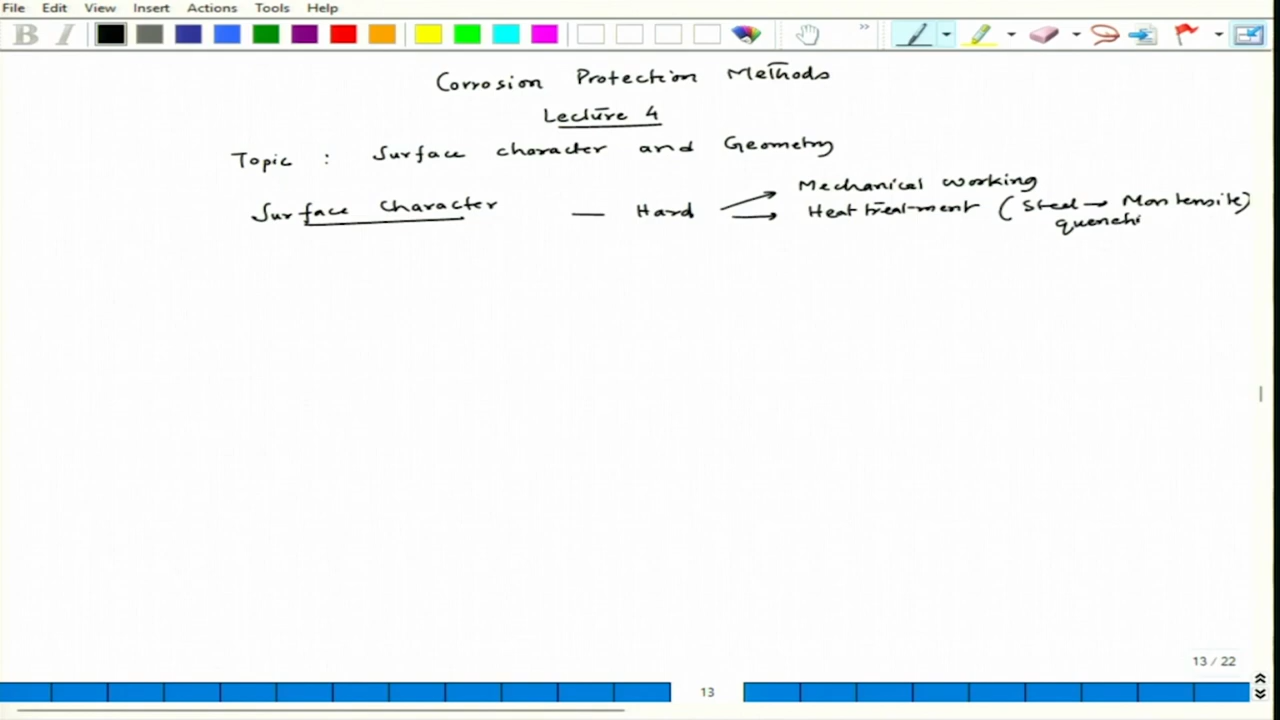 File Edit View Insert Actions Tools Help
B I
Corrosion Protection Methods
Lecture 4
Topic : Surface character and Geometry
Surface Character — Hard → Mechanical working
→ Heat treatment (Steel → Martensite)
quenchi
13 / 22
13